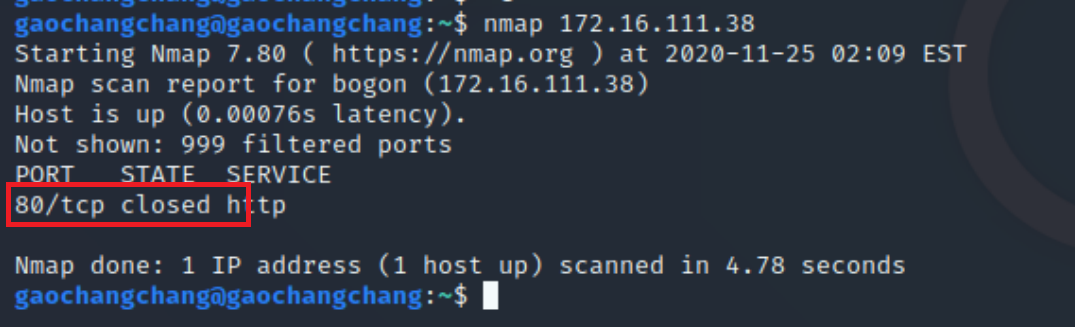 gaochangchang@gaochangchang:~$ nmap 172.16.111.38
Starting Nmap 7.80 ( https://nmap.org ) at 2020-11-25 02:09 EST
Nmap scan report for bogon (172.16.111.38)
Host is up (0.00076s latency).
Not shown: 999 filtered ports
PORT   STATE  SERVICE
80/tcp closed http
Nmap done: 1 IP address (1 host up) scanned in 4.78 seconds
gaochangchang@gaochangchang:~$